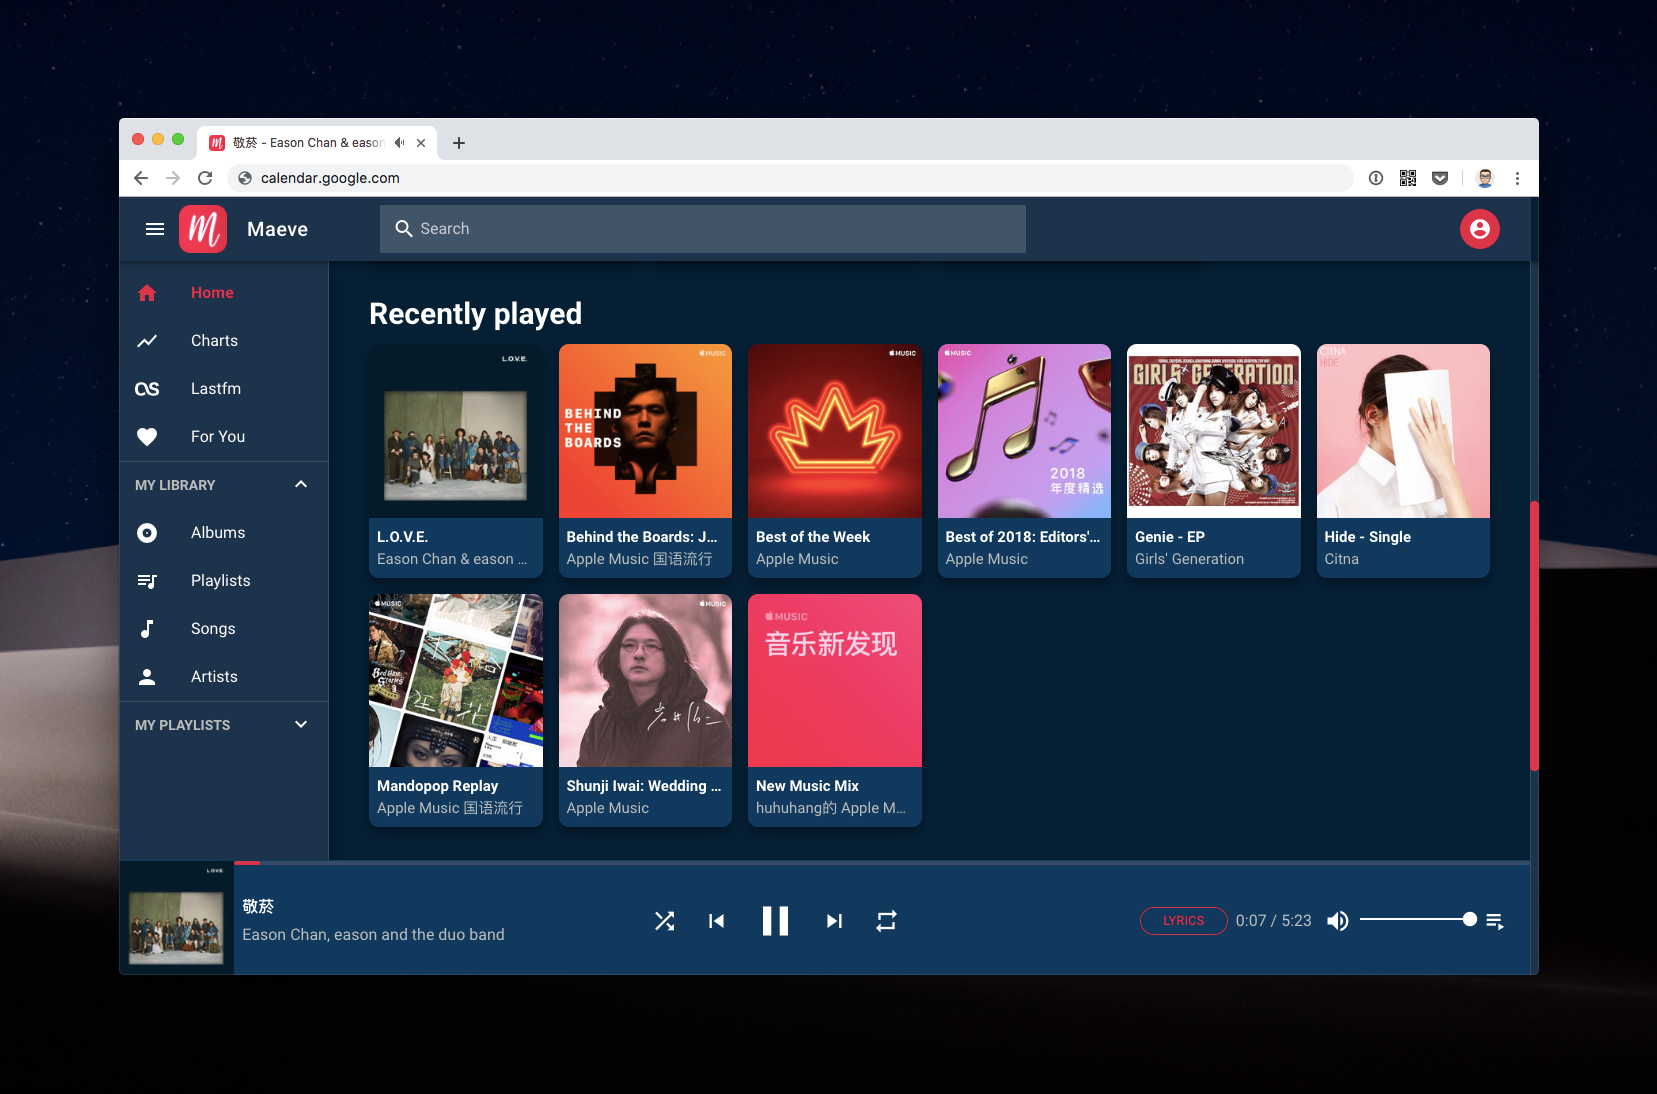 敬菸 - Eason Chan & eason
calendar.google.com
Maeve
Search
Home
Charts
Lastfm
For You
MY LIBRARY
Albums
Playlists
Songs
Artists
MY PLAYLISTS
Recently played
L.O.V.E.
MUSIC
BEHIND
THE
BOARDS
MUSIC
MUSIC
2018
年度精选
GIRLS' GENERATION
CITNA
HIDE
L.O.V.E.
Eason Chan & eason ...
Behind the Boards: J...
Apple Music 国语流行
Best of the Week
Apple Music
Best of 2018: Editors'...
Apple Music
Genie - EP
Girls' Generation
Hide - Single
Citna
MUSIC
MUSIC
MUSIC
音乐新发现
Mandopop Replay
Apple Music 国语流行
Shunji Iwai: Wedding ...
Apple Music
New Music Mix
huhuhang的 Apple M...
L.O.V.E.
敬菸
Eason Chan, eason and the duo band
LYRICS
0:07 / 5:23